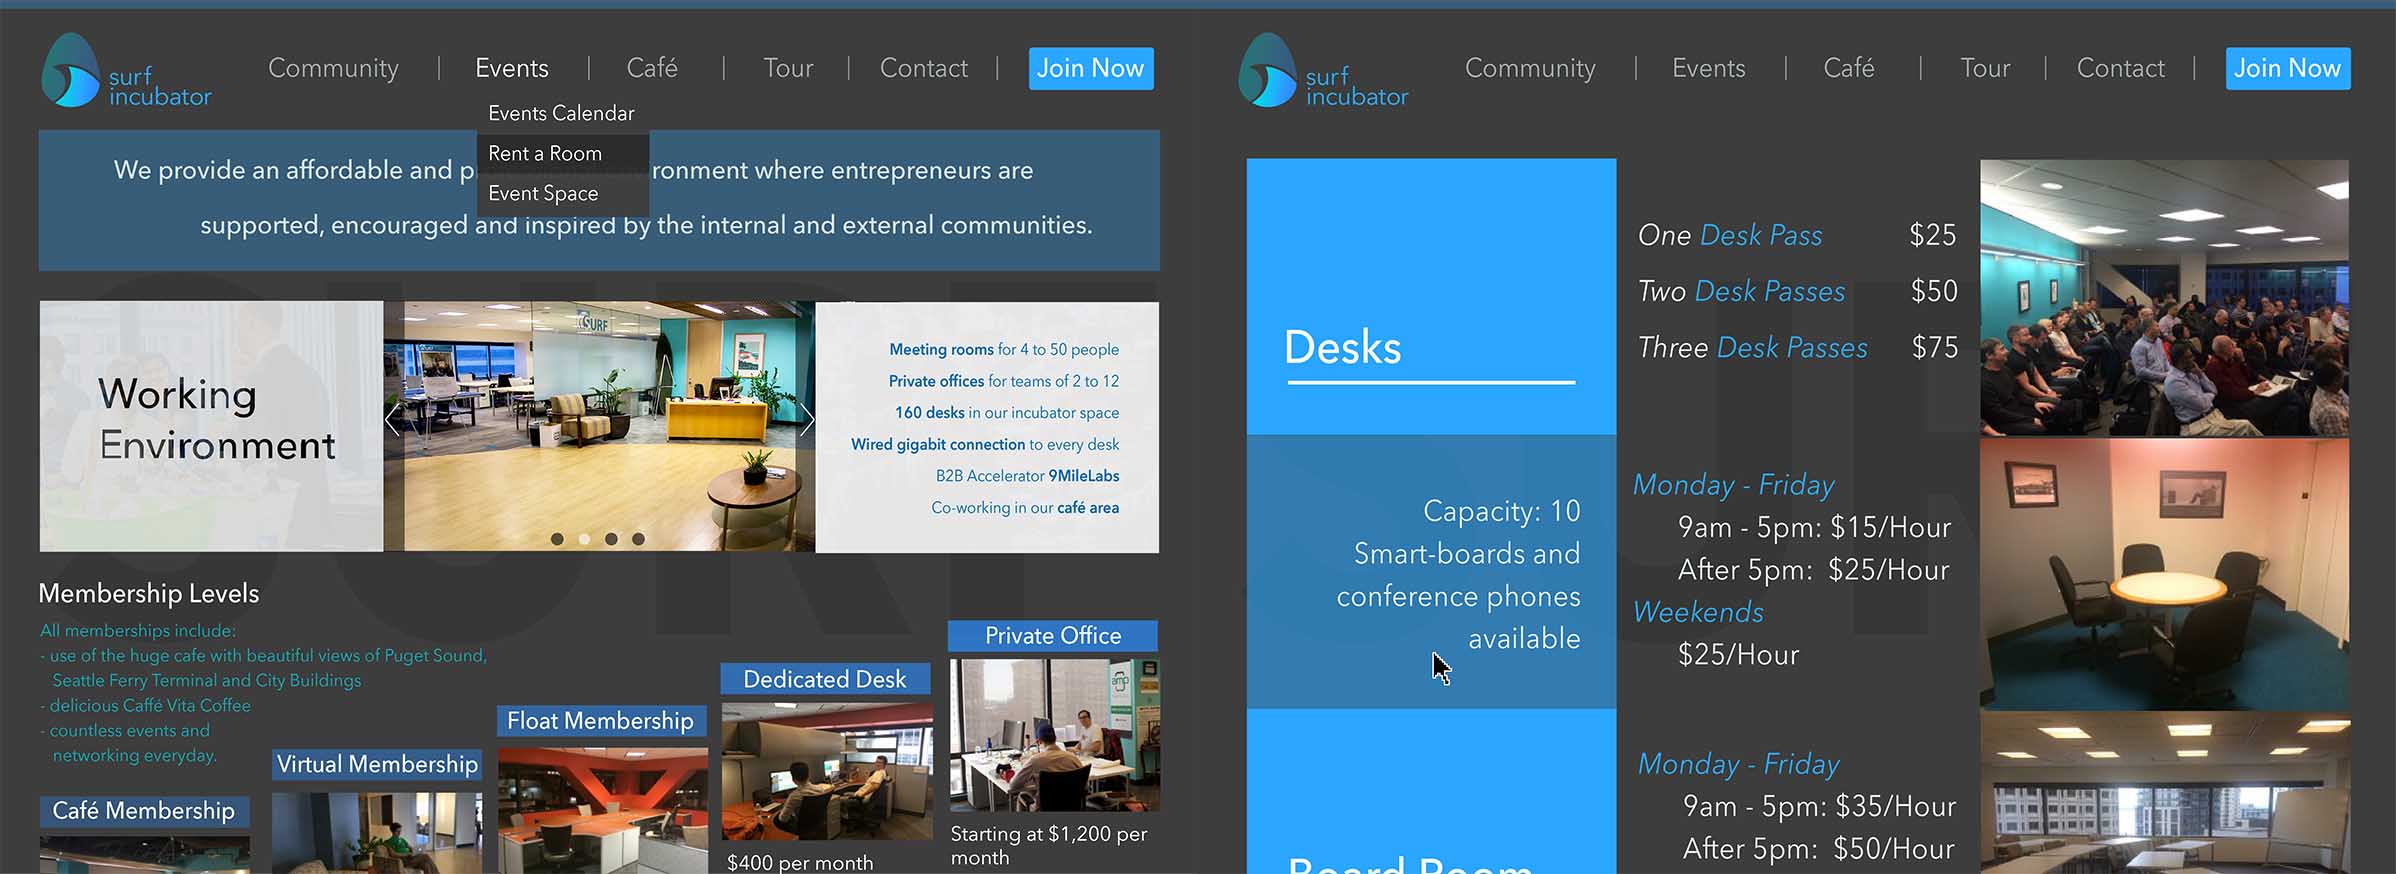 surf
incubator
Community | Events | Café | Tour | Contact | Join Now
Events Calendar
Rent a Room
Event Space
We provide an affordable and p ronment where entrepreneurs are
supported, encouraged and inspired by the internal and external communities.
Working
Environment
SURF
Meeting rooms for 4 to 50 people
Private offices for teams of 2 to 12
160 desks in our incubator space
Wired gigabit connection to every desk
B2B Accelerator 9MileLabs
Co-working in our café area
Membership Levels
All memberships include:
- use of the huge cafe with beautiful views of Puget Sound,
Seattle Ferry Terminal and City Buildings
- delicious Caffé Vita Coffee
- countless events and
networking everyday.
Café Membership
Virtual Membership
Float Membership
Dedicated Desk
$400 per month
Private Office
amp
Starting at $1,200 per
month
surf
incubator
Community | Events | Café | Tour | Contact | Join Now
Desks
One Desk Pass $25
Two Desk Passes $50
Three Desk Passes $75
Capacity: 10
Smart-boards and
conference phones
available
Monday - Friday
9am - 5pm: $15/Hour
After 5pm: $25/Hour
Weekends
$25/Hour
Board Room
Monday - Friday
9am - 5pm: $35/Hour
After 5pm: $50/Hour